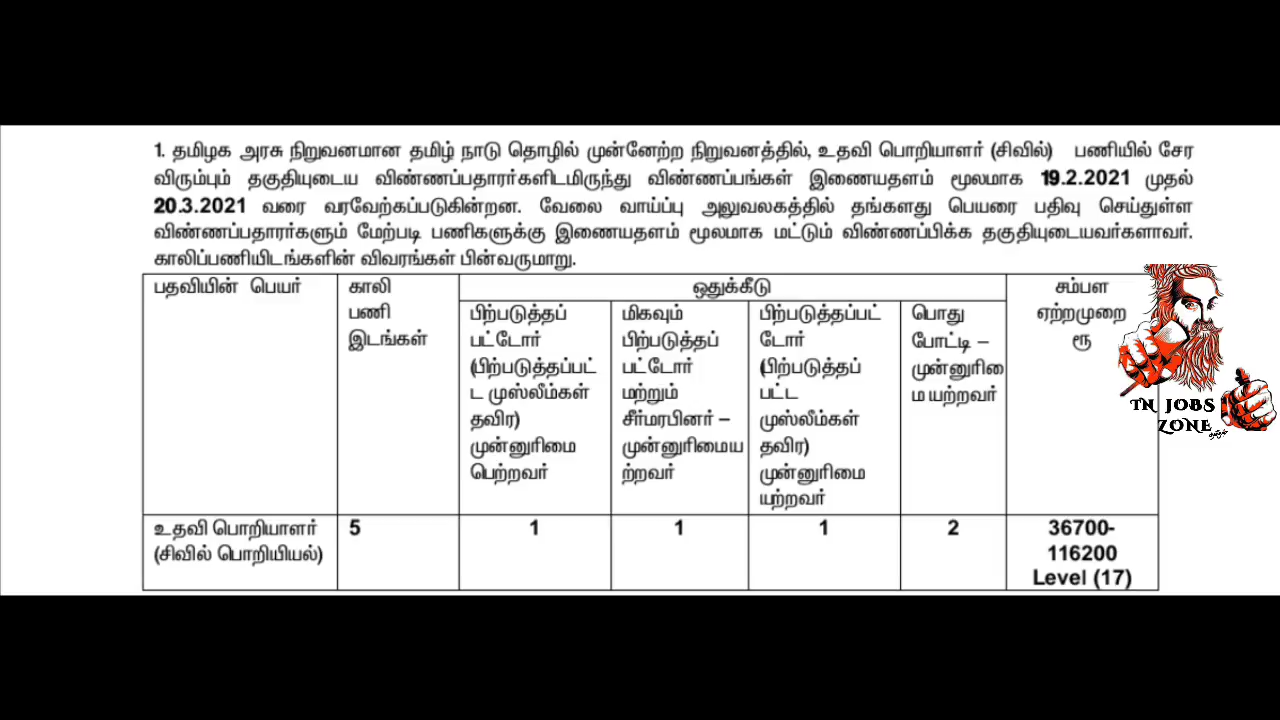 1. தமிழக அரசு நிறுவனமான தமிழ் நாடு தொழில் முன்னேற்ற நிறுவனத்தில், உதவி பொறியாளர் (சிவில்) பணியில் சேர
விரும்பும் தகுதியுடைய விண்ணப்பதாரர்களிடமிருந்து விண்ணப்பங்கள் இணையதளம் மூலமாக 19.2.2021 முதல்
20.3.2021 வரை வரவேற்கப்படுகின்றன. வேலை வாய்ப்பு அலுவலகத்தில் தங்களது பெயரை பதிவு செய்துள்ள
விண்ணப்பதாரர்களும் மேற்படி பணிகளுக்கு இணையதளம் மூலமாக மட்டும் விண்ணப்பிக்க தகுதியுடையவர்களாவர்.
காலிப்பணியிடங்களின் விவரங்கள் பின்வருமாறு.
பதவியின் பெயர்
காலி
பணி
இடங்கள்
ஒதுக்கீடு
பிற்படுத்தப்
பட்டோர்
(பிற்படுத்தப்பட்
ட முஸ்லீம்கள்
தவிர)
முன்னுரிமை
பெற்றவர்
மிகவும்
பிற்படுத்தப்
பட்டோர்
மற்றும்
சீர்மரபினர் –
முன்னுரிமைய
ற்றவர்
பிற்படுத்தப்பட்
டோர்
(பிற்படுத்தப்
பட்ட
முஸ்லீம்கள்
தவிர)
முன்னுரிமை
யற்றவர்
பொது
போட்டி –
முன்னுரிமை
ம யற்றவர்
சம்பள
ஏற்றமுறை
ரூ
உதவி பொறியாளர்
(சிவில் பொறியியல்)
5
1
1
1
2
36700-
116200
Level (17)
TN JOBS
ZONE
தமிழ்